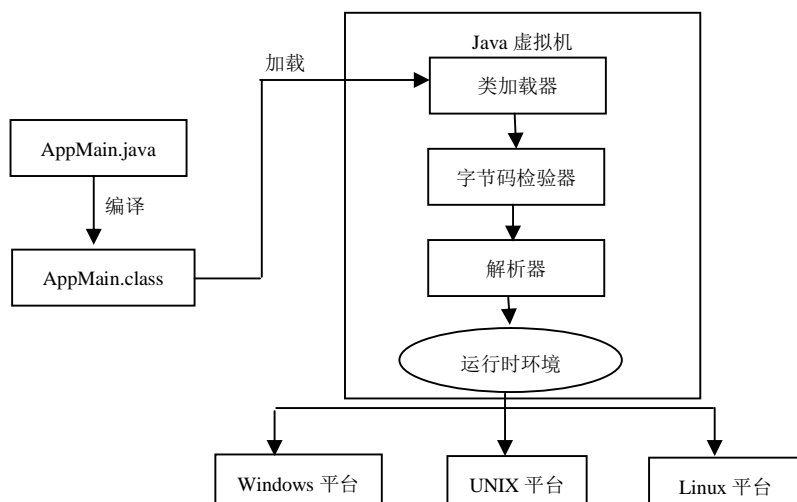 Java 虚拟机
加载
类加载器
AppMain.java
字节码检验器
编译
AppMain.class
解析器
运行时环境
Windows 平台
UNIX 平台
Linux 平台